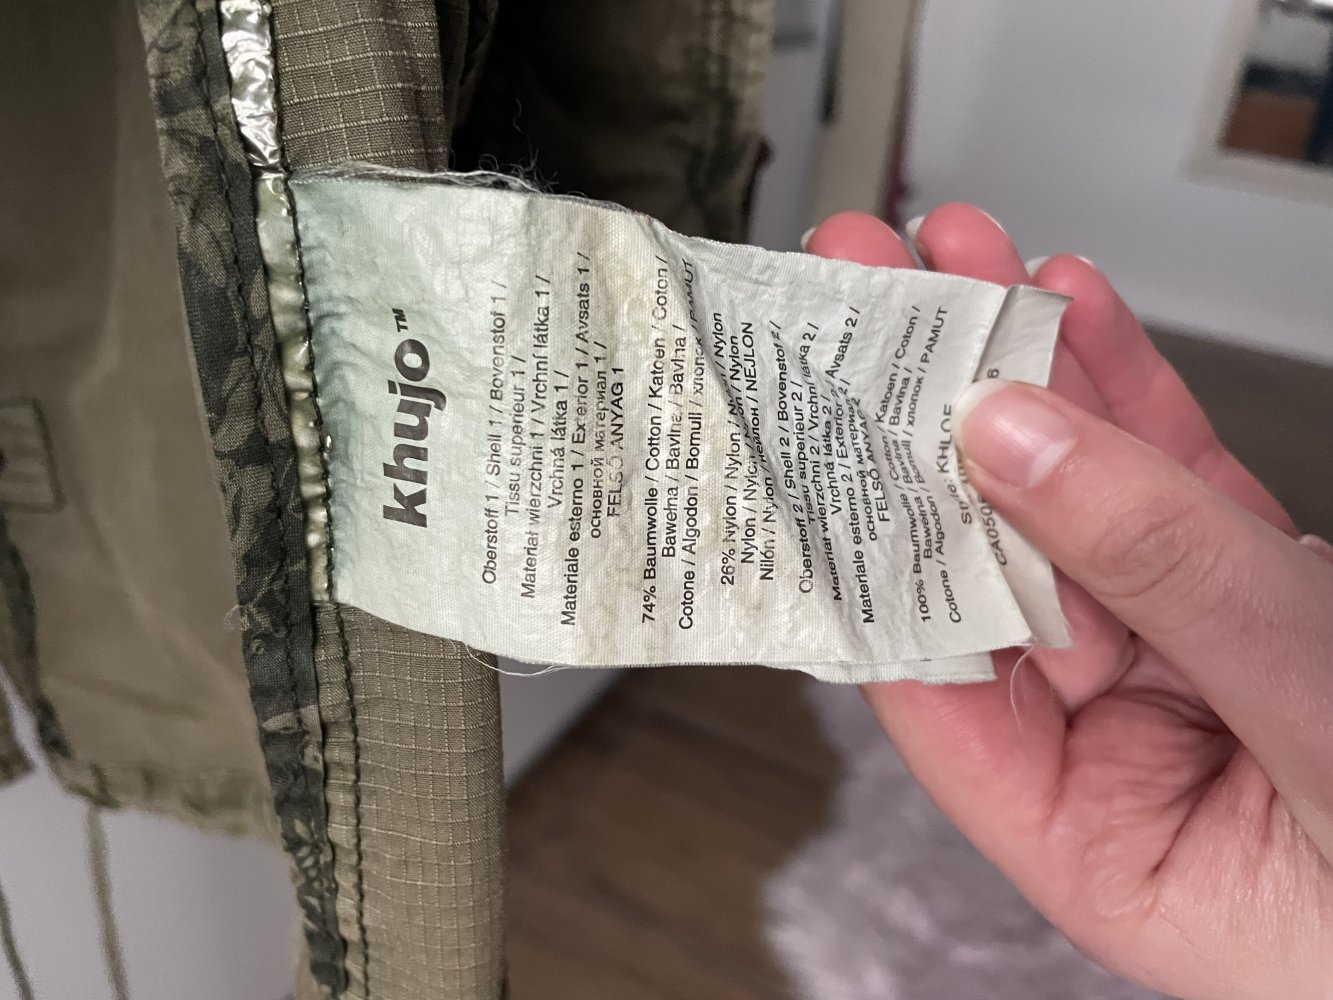 khujo™
Oberstoff 1 / Shell 1 / Bovenstof 1 /
Tissu superieur 1 /
Materiał wierzchni 1 / Vrchní látka 1 /
Vrchná látka 1 /
Materiale esterno 1 / Exterior 1 / Avsats 1 /
основной материал 1 /
FELSŐ ANYAG 1
74% Baumwolle / Cotton / Katoen / Coton /
Bawełna / Bavlna / Bavlna /
Cotone / Algodon / Bomull / хлопок / PAMUT
26% Nylon / Nylon / Nylon / Nylon
Nylon / Nylon / Nylon / Nylon
Nilón / Nylon / нейлон / NEJLON
Oberstoff 2 / Shell 2 / Bovenstof 2 /
Tissu superieur 2 /
Materiał wierzchni 2 / Vrchní látka 2 /
Vrchná látka 2 /
Materiale esterno 2 / Exterior 2 / Avsats 2 /
основной материал 2 /
FELSŐ ANYAG
100% Baumwolle / Cotton / Katoen / Coton /
Bawełna / Bavlna / Bavlna /
Cotone / Algodon / Bomull / хлопок / PAMUT
Style: KHLOE